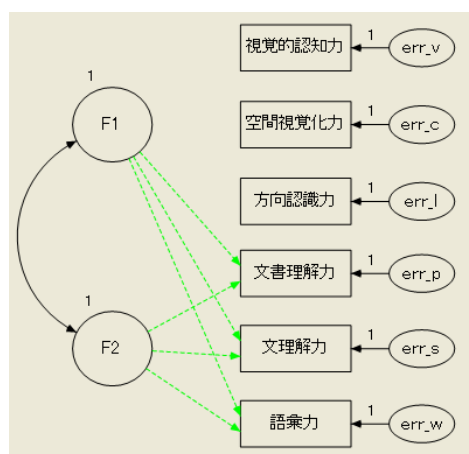 視覚的認知力
1
err_v
1
F1
空間視覚化力
1
err_c
方向認識力
1
err_l
文書理解力
1
err_p
1
F2
文理解力
1
err_s
語彙力
1
err_w